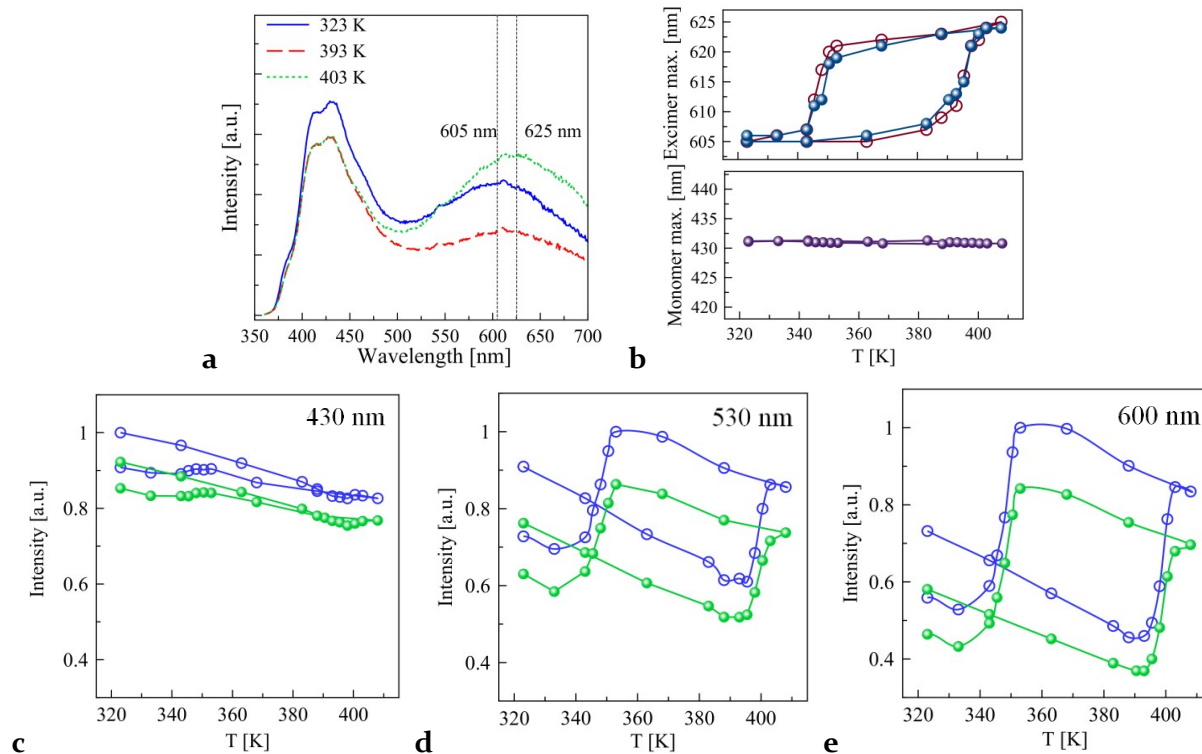 323 K
393 K
403 K
605 nm
625 nm
Intensity [a.u.]
350 400 450 500 550 600 650 700
Wavelength [nm]
a
625
620
615
610
605
Excimer max. [nm]
440
435
430
425
420
Monomer max. [nm]
320 340 360 380 400
T [K]
b
430 nm
1
0.8
0.6
0.4
Intensity [a.u.]
320 340 360 380 400
T [K]
c
530 nm
1
0.8
0.6
0.4
Intensity [a.u.]
320 340 360 380 400
T [K]
d
600 nm
1
0.8
0.6
0.4
Intensity [a.u.]
320 340 360 380 400
T [K]
e